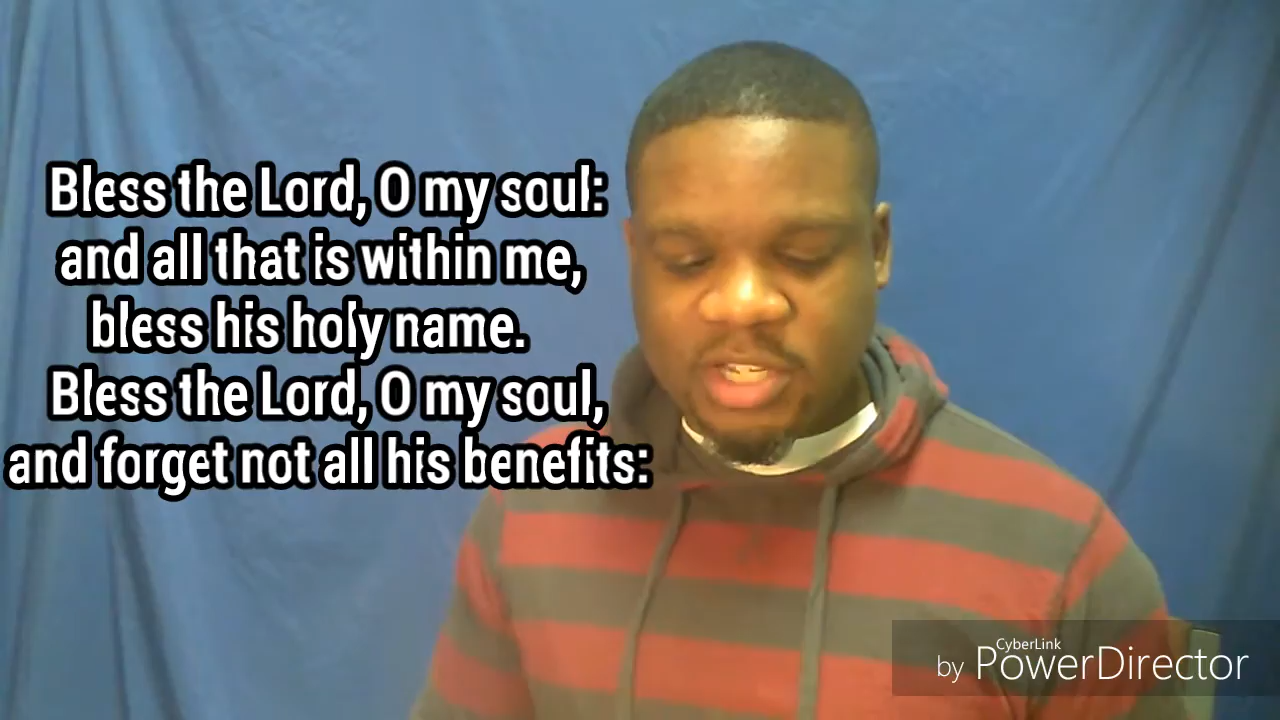 Bless the Lord, O my soul:
and all that is within me,
bless his holy name.
Bless the Lord, O my soul,
and forget not all his benefits:
CyberLink
by PowerDirector